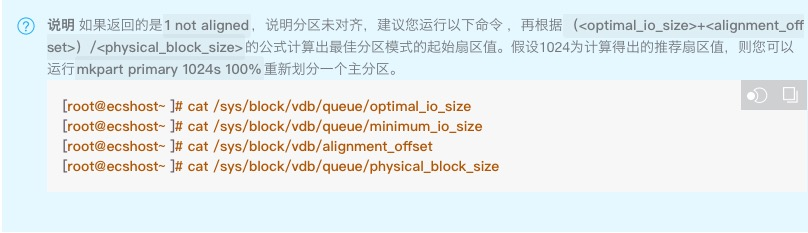 说明 如果返回的是1 not aligned，说明分区未对齐，建议您运行以下命令，再根据（<optimal_io_size>+<alignment_off
set>）/<physical_block_size>的公式计算出最佳分区模式的起始扇区值。假设1024为计算得出的推荐扇区值，则您可以
运行mkpart primary 1024s 100%重新划分一个主分区。
[root@ecshost~ ]# cat /sys/block/vdb/queue/optimal_io_size
[root@ecshost~ ]# cat /sys/block/vdb/queue/minimum_io_size
[root@ecshost~ ]# cat /sys/block/vdb/alignment_offset
[root@ecshost~ ]# cat /sys/block/vdb/queue/physical_block_size